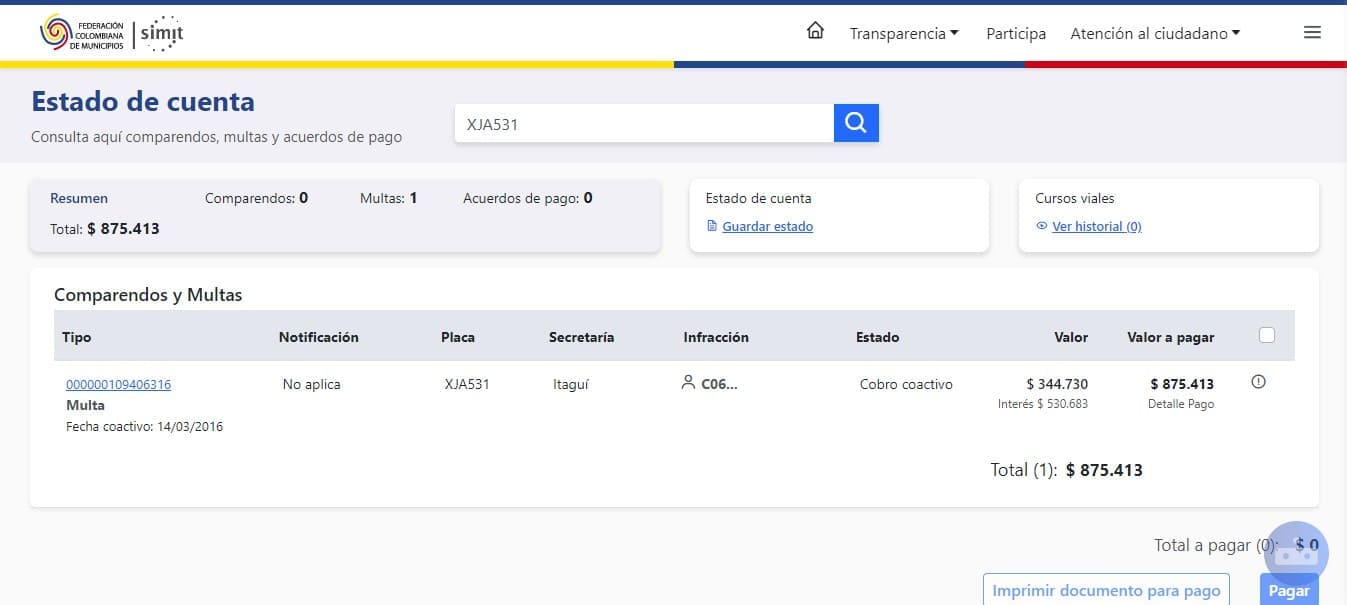 FEDERACIÓN
COLOMBIANA
DE MUNICIPIOS
simit
Transparencia
Participa
Atención al ciudadano
Estado de cuenta
Consulta aquí comparendos, multas y acuerdos de pago
XJA531
Resumen Comparendos: 0 Multas: 1 Acuerdos de pago: 0
Total: $ 875.413
Estado de cuenta
Guardar estado
Cursos viales
Ver historial (0)
Comparendos y Multas
Tipo Notificación Placa Secretaría Infracción Estado Valor Valor a pagar
000000109406316 No aplica XJA531 Itaguí C06... Cobro coactivo $ 344.730 $ 875.413
Multa Interés $ 530.683 Detalle Pago
Fecha coactivo: 14/03/2016
Total (1): $ 875.413
Total a pagar (0): $ 0
Imprimir documento para pago Pagar